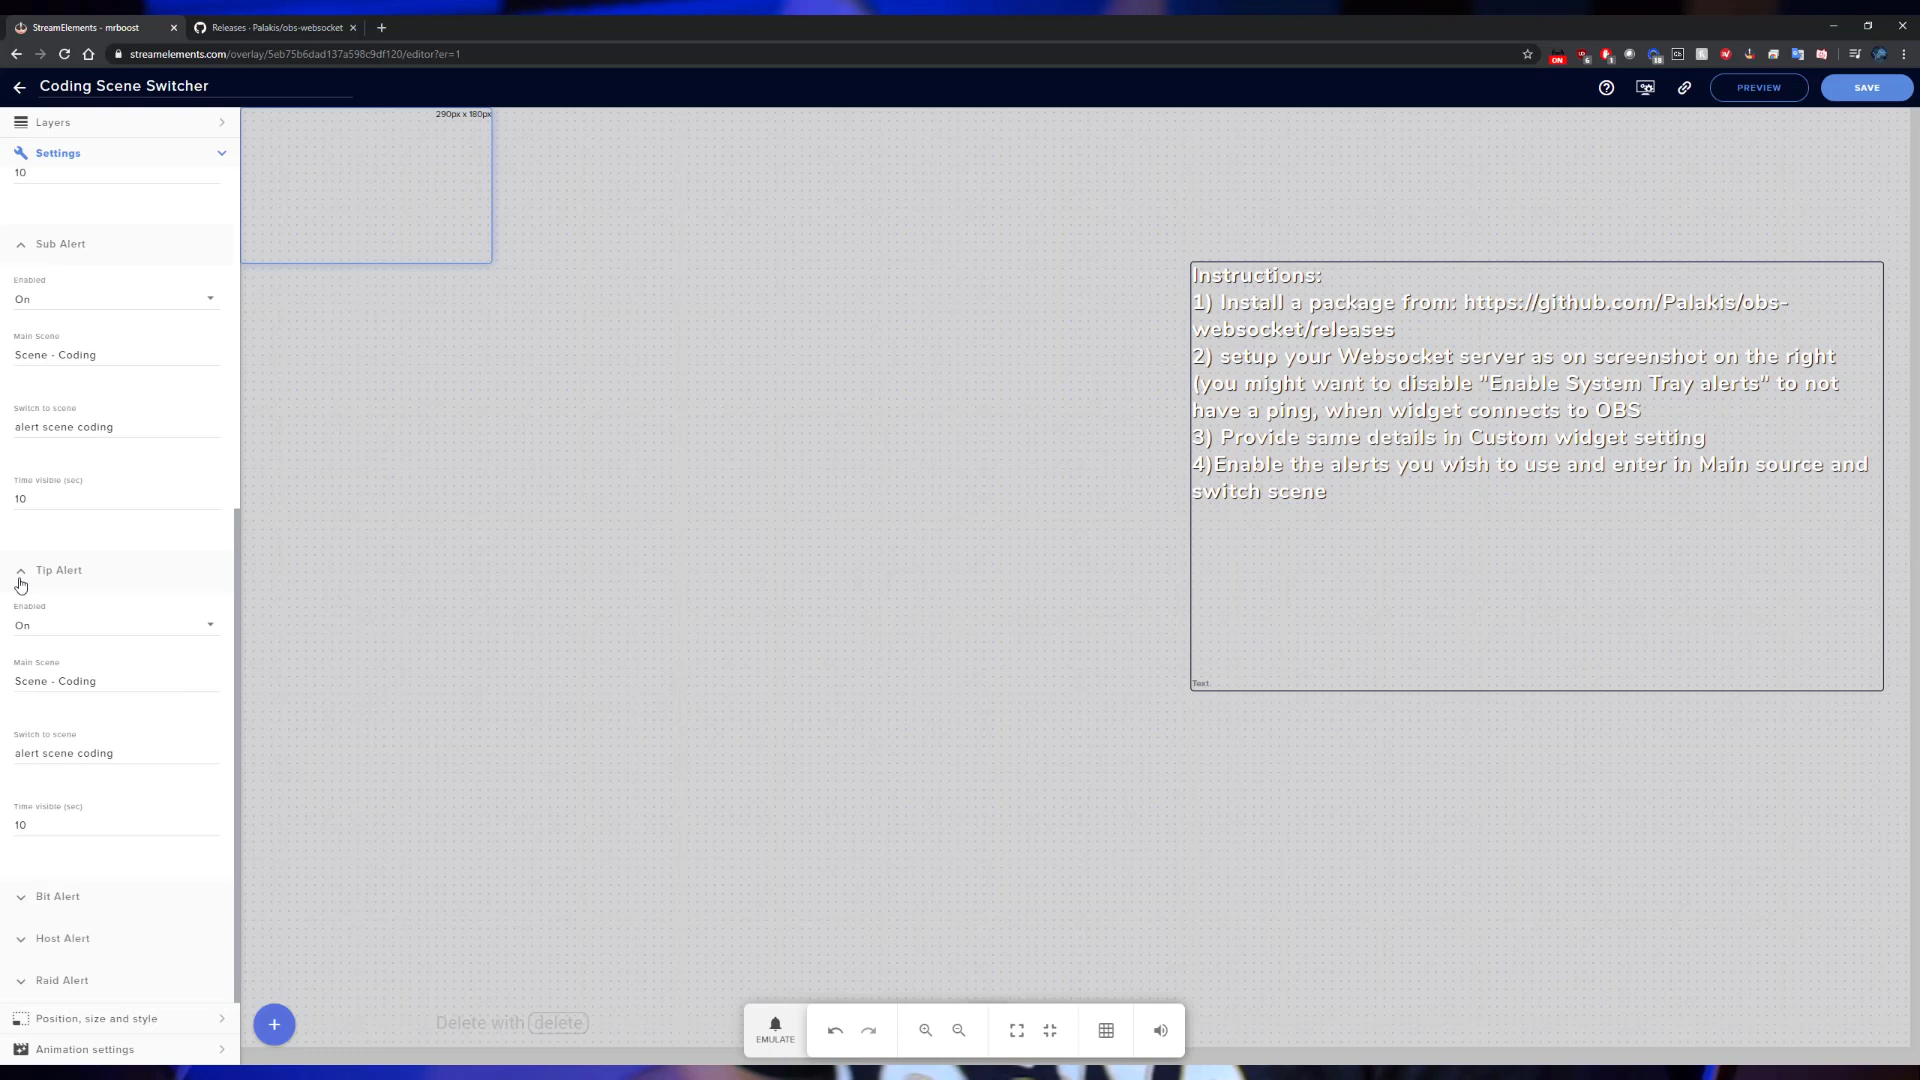 StreamElements - mrboost
Releases · Palakis/obs-websocket
streamelements.com/overlay/5eb75b6dad137a598c9df120/editor?er=1
Coding Scene Switcher
PREVIEW
SAVE
Layers
Settings
10
Sub Alert
Enabled
On
Main Scene
Scene - Coding
Switch to scene
alert scene coding
Time visible (sec)
10
Tip Alert
Enabled
On
Main Scene
Scene - Coding
Switch to scene
alert scene coding
Time visible (sec)
10
Bit Alert
Host Alert
Raid Alert
Position, size and style
Animation settings
290px x 180px
Instructions:
1) Install a package from: https://github.com/Palakis/obs-
websocket/releases
2) setup your Websocket server as on screenshot on the right
(you might want to disable "Enable System Tray alerts" to not
have a ping, when widget connects to OBS
3) Provide same details in Custom widget setting
4)Enable the alerts you wish to use and enter in Main source and
switch scene
Text
Delete with delete
EMULATE